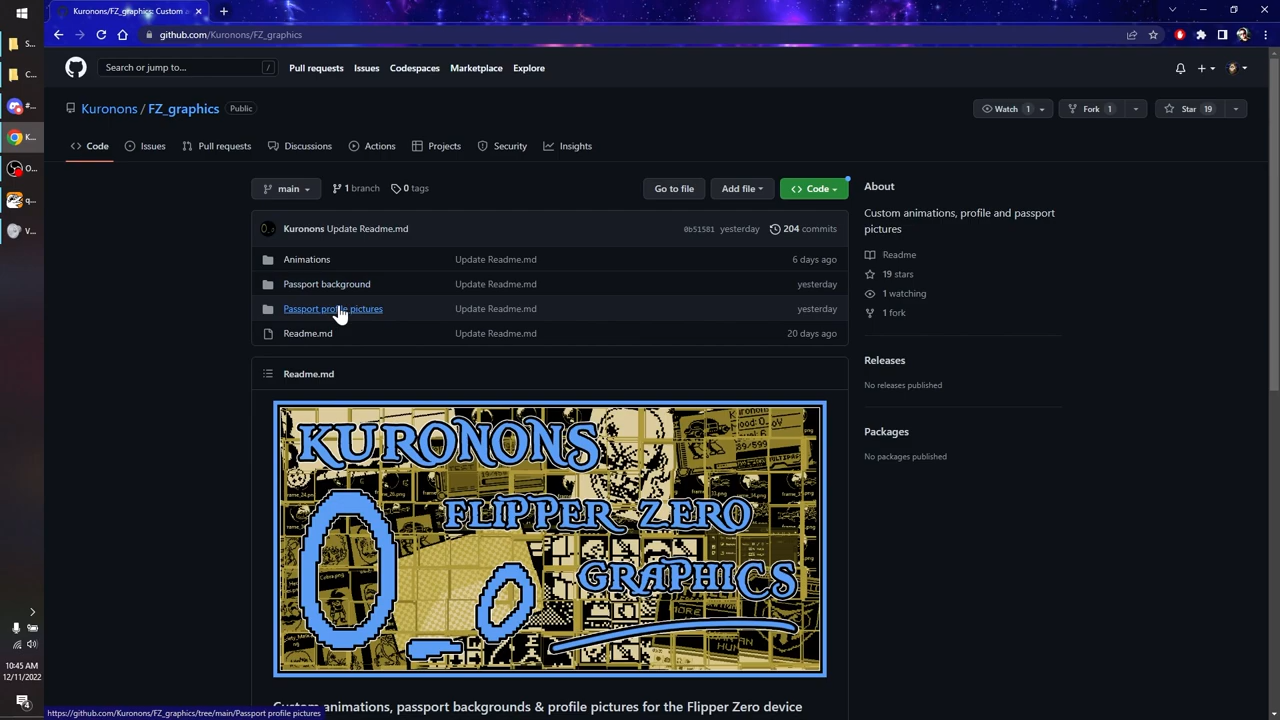 Kuronons/FZ_graphics: Custom a
github.com/Kuronons/FZ_graphics
Search or jump to...
/
Pull requests
Issues
Codespaces
Marketplace
Explore
Kuronons / FZ_graphics
Public
Watch 1
Fork 1
Star 19
Code
Issues
Pull requests
Discussions
Actions
Projects
Security
Insights
main
1 branch
0 tags
Go to file
Add file
Code
Kuronons Update Readme.md
0b51581 yesterday
204 commits
Animations
Update Readme.md
6 days ago
Passport background
Update Readme.md
yesterday
Passport profile pictures
Update Readme.md
yesterday
Readme.md
Update Readme.md
20 days ago
Readme.md
KURONONS
FLIPPER ZERO
GRAPHICS
Custom animations, passport backgrounds & profile pictures for the Flipper Zero device
About
Custom animations, profile and passport
pictures
Readme
19 stars
1 watching
1 fork
Releases
No releases published
Packages
No packages published
S...
C...
#...
K...
O...
q...
V...
10:45 AM
12/11/2022
https://github.com/Kuronons/FZ_graphics/tree/main/Passport profile pictures